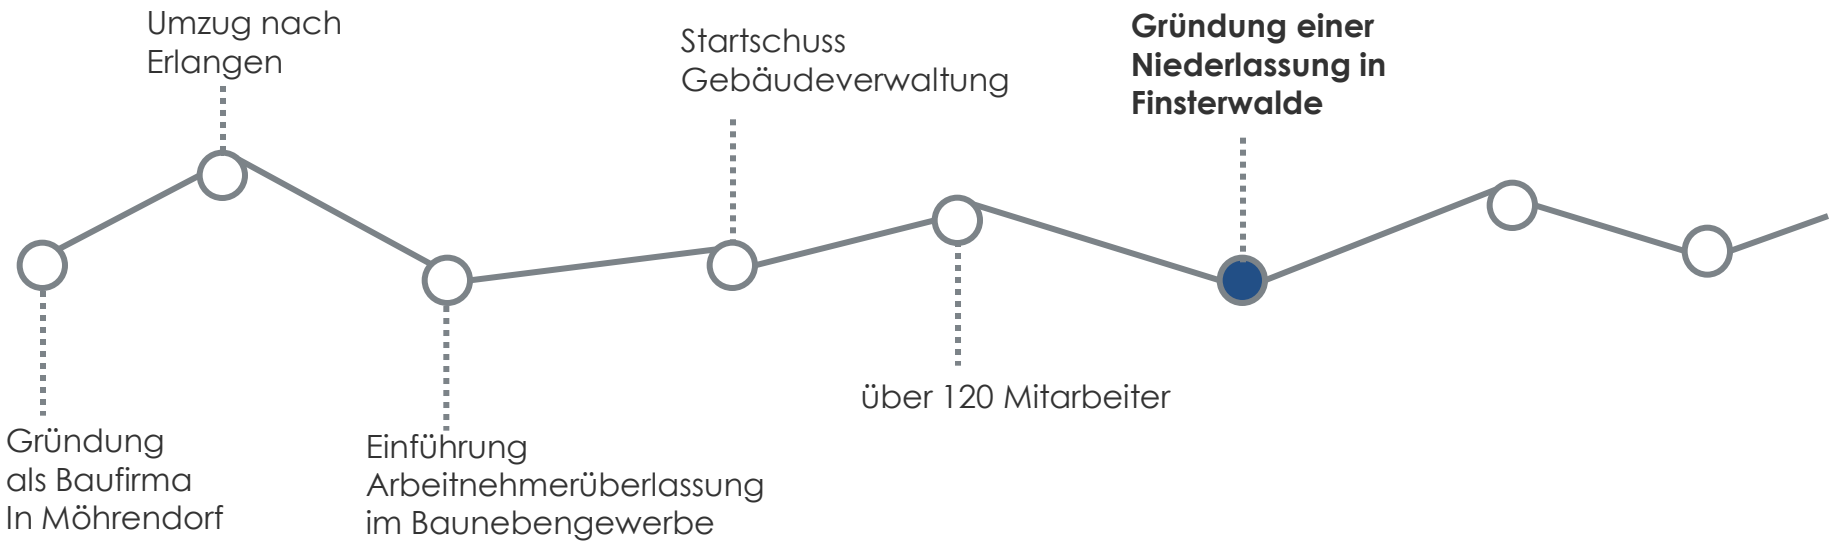 Umzug nach
Erlangen
Startschuss
Gebäudeverwaltung
Gründung einer
Niederlassung in
Finsterwalde
über 120 Mitarbeiter
Gründung
als Baufirma
In Möhrendorf
Einführung
Arbeitnehmerüberlassung
im Baunebengewerbe